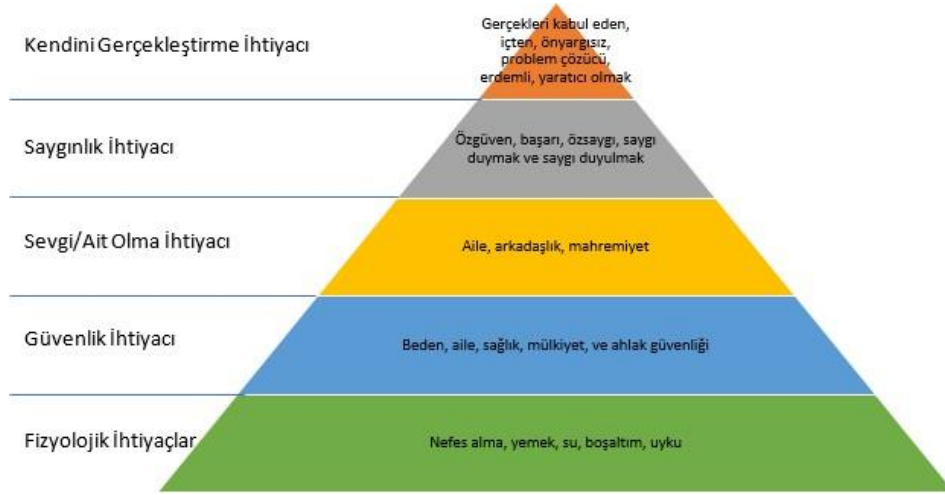 Kendini Gerçekleştirme İhtiyacı
Gerçekleri kabul eden,
içten, önyargısız,
problem çözücü,
erdemli, yaratıcı olmak
Saygınlık İhtiyacı
Özgüven, başarı, özsaygı, saygı
duymak ve saygı duyulmak
Sevgi/Ait Olma İhtiyacı
Aile, arkadaşlık, mahremiyet
Güvenlik İhtiyacı
Beden, aile, sağlık, mülkiyet, ve ahlak güvenliği
Fizyolojik İhtiyaçlar
Nefes alma, yemek, su, boşaltım, uyku